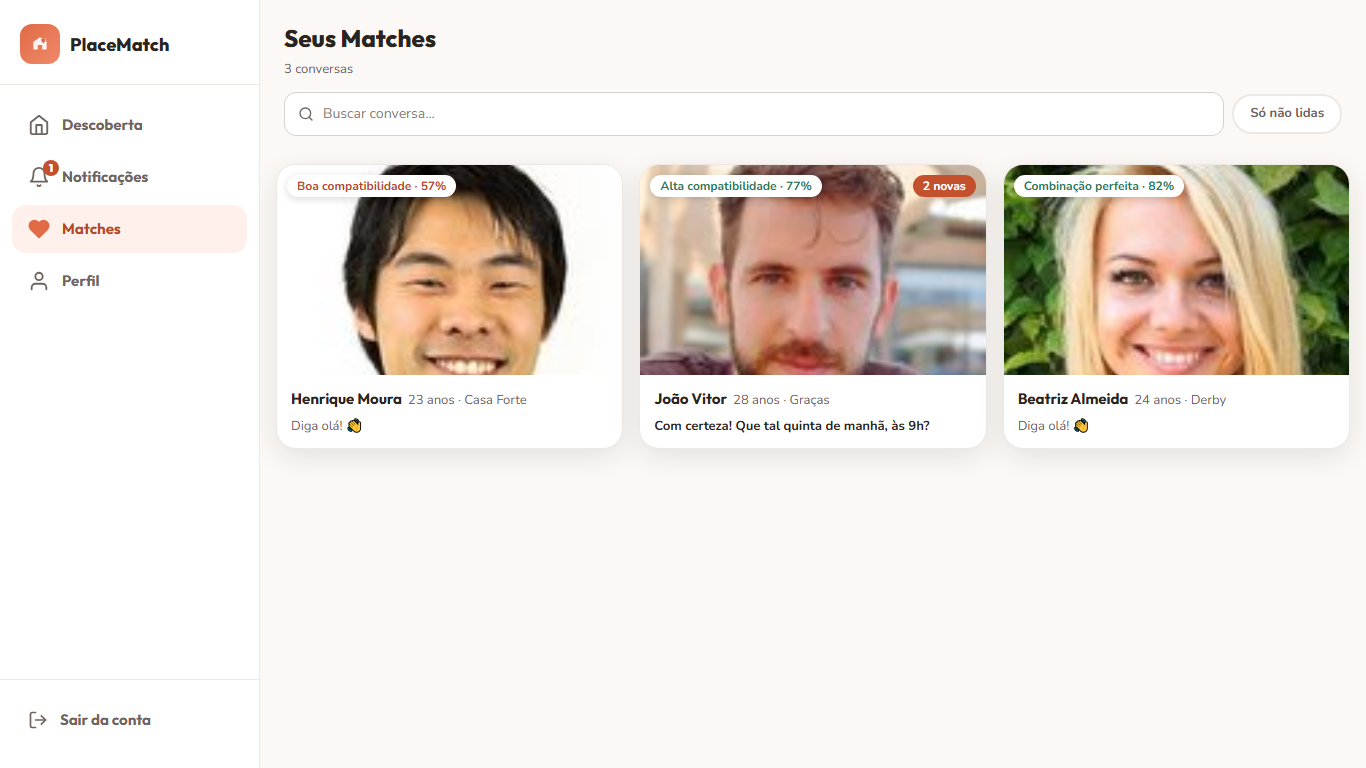 PlaceMatch
Descoberta
1
Notificações
Matches
Perfil
Sair da conta
Seus Matches
3 conversas
Buscar conversa...
Só não lidas
Boa compatibilidade · 57%
Henrique Moura 23 anos · Casa Forte
Diga olá! 👏
Alta compatibilidade · 77%
2 novas
João Vitor 28 anos · Graças
Com certeza! Que tal quinta de manhã, às 9h?
Combinação perfeita · 82%
Beatriz Almeida 24 anos · Derby
Diga olá! 👏